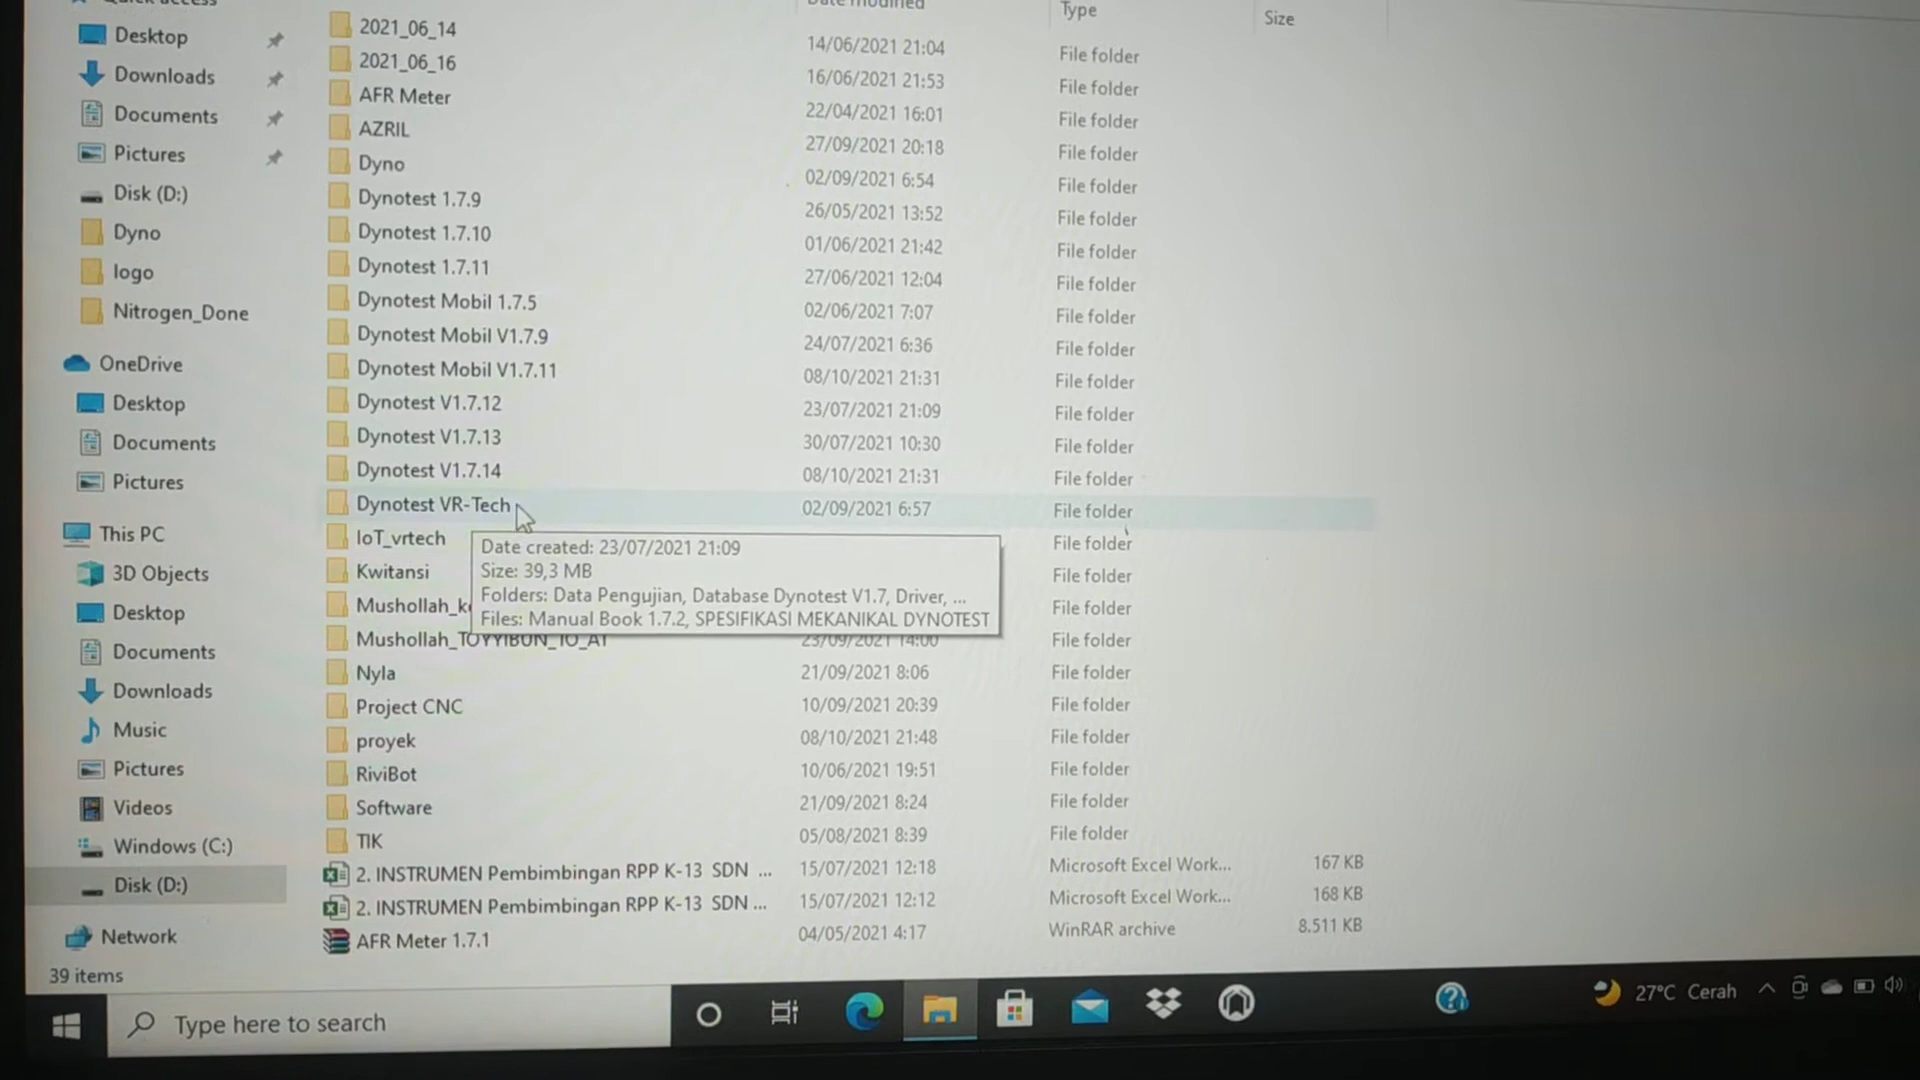 Quick access
Date modified
Type
Size
Desktop
Downloads
Documents
Pictures
Disk (D:)
Dyno
logo
Nitrogen_Done
OneDrive
Desktop
Documents
Pictures
This PC
3D Objects
Desktop
Documents
Downloads
Music
Pictures
Videos
Windows (C:)
Disk (D:)
Network
2021_06_14 14/06/2021 21:04 File folder
2021_06_16 16/06/2021 21:53 File folder
AFR Meter 22/04/2021 16:01 File folder
AZRIL 27/09/2021 20:18 File folder
Dyno 02/09/2021 6:54 File folder
Dynotest 1.7.9 26/05/2021 13:52 File folder
Dynotest 1.7.10 01/06/2021 21:42 File folder
Dynotest 1.7.11 27/06/2021 12:04 File folder
Dynotest Mobil 1.7.5 02/06/2021 7:07 File folder
Dynotest Mobil V1.7.9 24/07/2021 6:36 File folder
Dynotest Mobil V1.7.11 08/10/2021 21:31 File folder
Dynotest V1.7.12 23/07/2021 21:09 File folder
Dynotest V1.7.13 30/07/2021 10:30 File folder
Dynotest V1.7.14 08/10/2021 21:31 File folder
Dynotest VR-Tech 02/09/2021 6:57 File folder
IoT_vrtech File folder
Kwitansi File folder
Mushollah_k File folder
Mushollah_TOYYIBUN_IO_AT 23/09/2021 14:00 File folder
Date created: 23/07/2021 21:09
Size: 39,3 MB
Folders: Data Pengujian, Database Dynotest V1.7, Driver, ...
Files: Manual Book 1.7.2, SPESIFIKASI MEKANIKAL DYNOTEST
Nyla 21/09/2021 8:06 File folder
Project CNC 10/09/2021 20:39 File folder
proyek 08/10/2021 21:48 File folder
RiviBot 10/06/2021 19:51 File folder
Software 21/09/2021 8:24 File folder
TIK 05/08/2021 8:39 File folder
2. INSTRUMEN Pembimbingan RPP K-13 SDN ... 15/07/2021 12:18 Microsoft Excel Work... 167 KB
2. INSTRUMEN Pembimbingan RPP K-13 SDN ... 15/07/2021 12:12 Microsoft Excel Work... 168 KB
AFR Meter 1.7.1 04/05/2021 4:17 WinRAR archive 8.511 KB
39 items
Type here to search
27°C Cerah